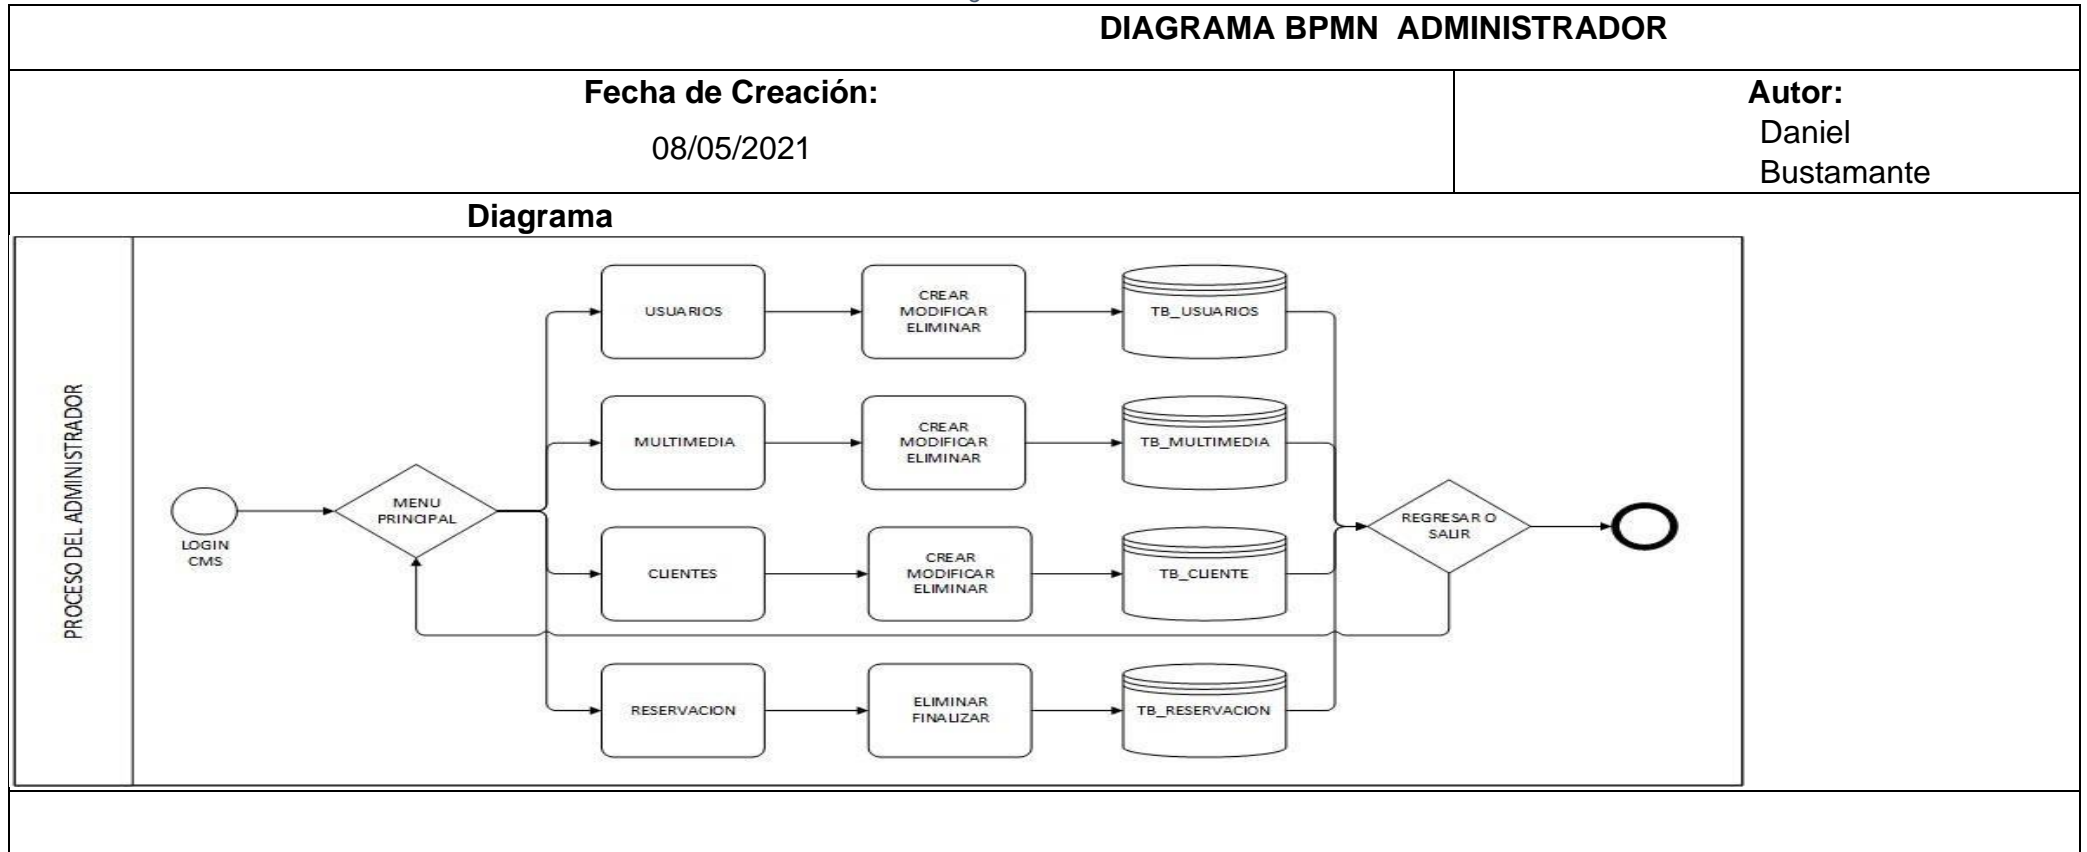 DIAGRAMA BPMN ADMINISTRADOR
Fecha de Creación:
08/05/2021
Autor:
Daniel
Bustamante
Diagrama
PROCESO DEL ADMINISTRADOR
LOGIN
CMS
MENU
PRINCIPAL
USUARIOS
CREAR
MODIFICAR
ELIMINAR
TB_USUARIOS
MULTIMEDIA
CREAR
MODIFICAR
ELIMINAR
TB_MULTIMEDIA
CLIENTES
CREAR
MODIFICAR
ELIMINAR
TB_CLIENTE
RESERVACION
ELIMINAR
FINALIZAR
TB_RESERVACION
REGRESAR O
SALIR